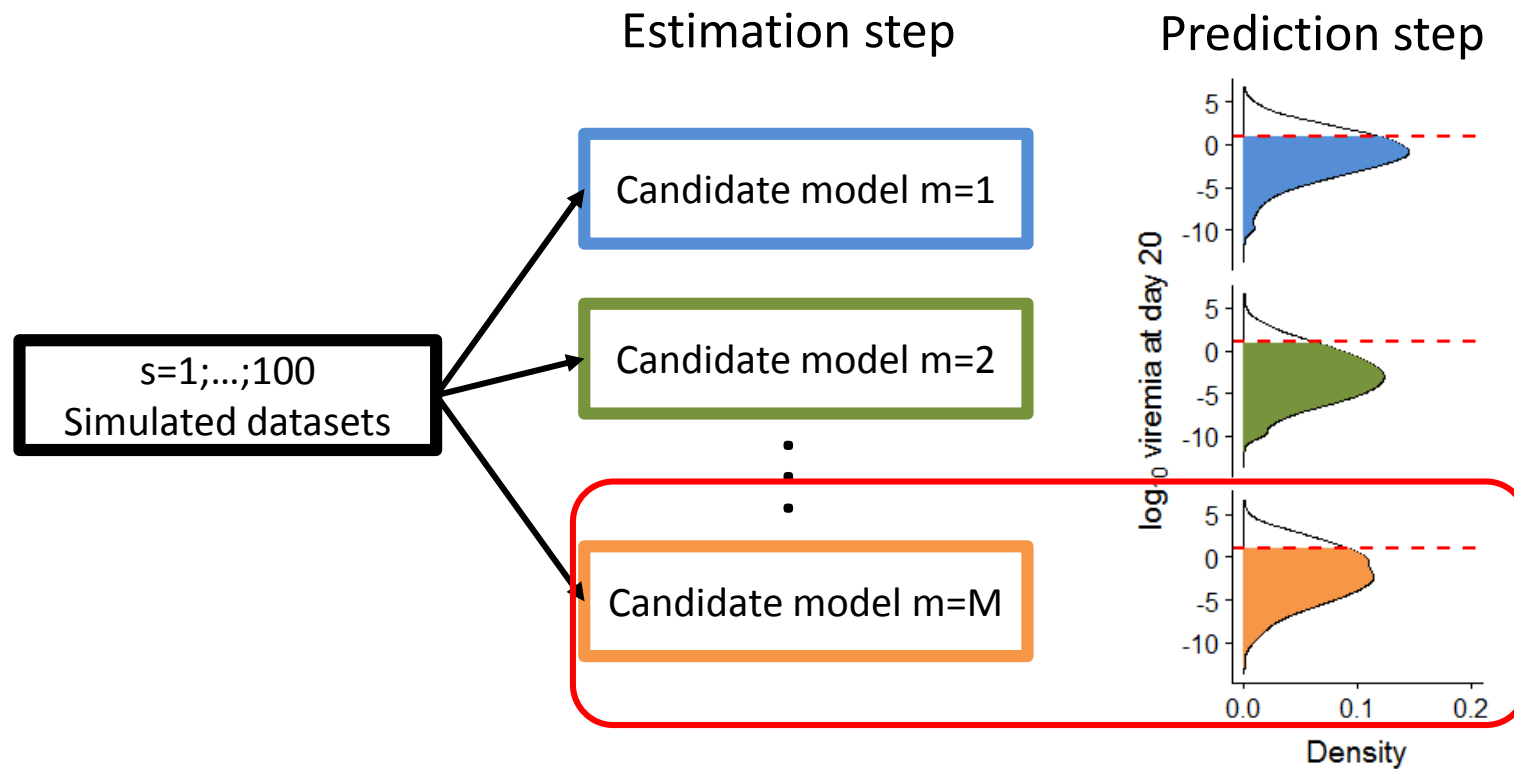 Estimation step
Prediction step
s=1;...;100
Simulated datasets
Candidate model m=1
Candidate model m=2
.
.
.
Candidate model m=M
log₁₀ viremia at day 20
5
0
-5
-10
5
0
-5
-10
5
0
-5
-10
0.0 0.1 0.2
Density